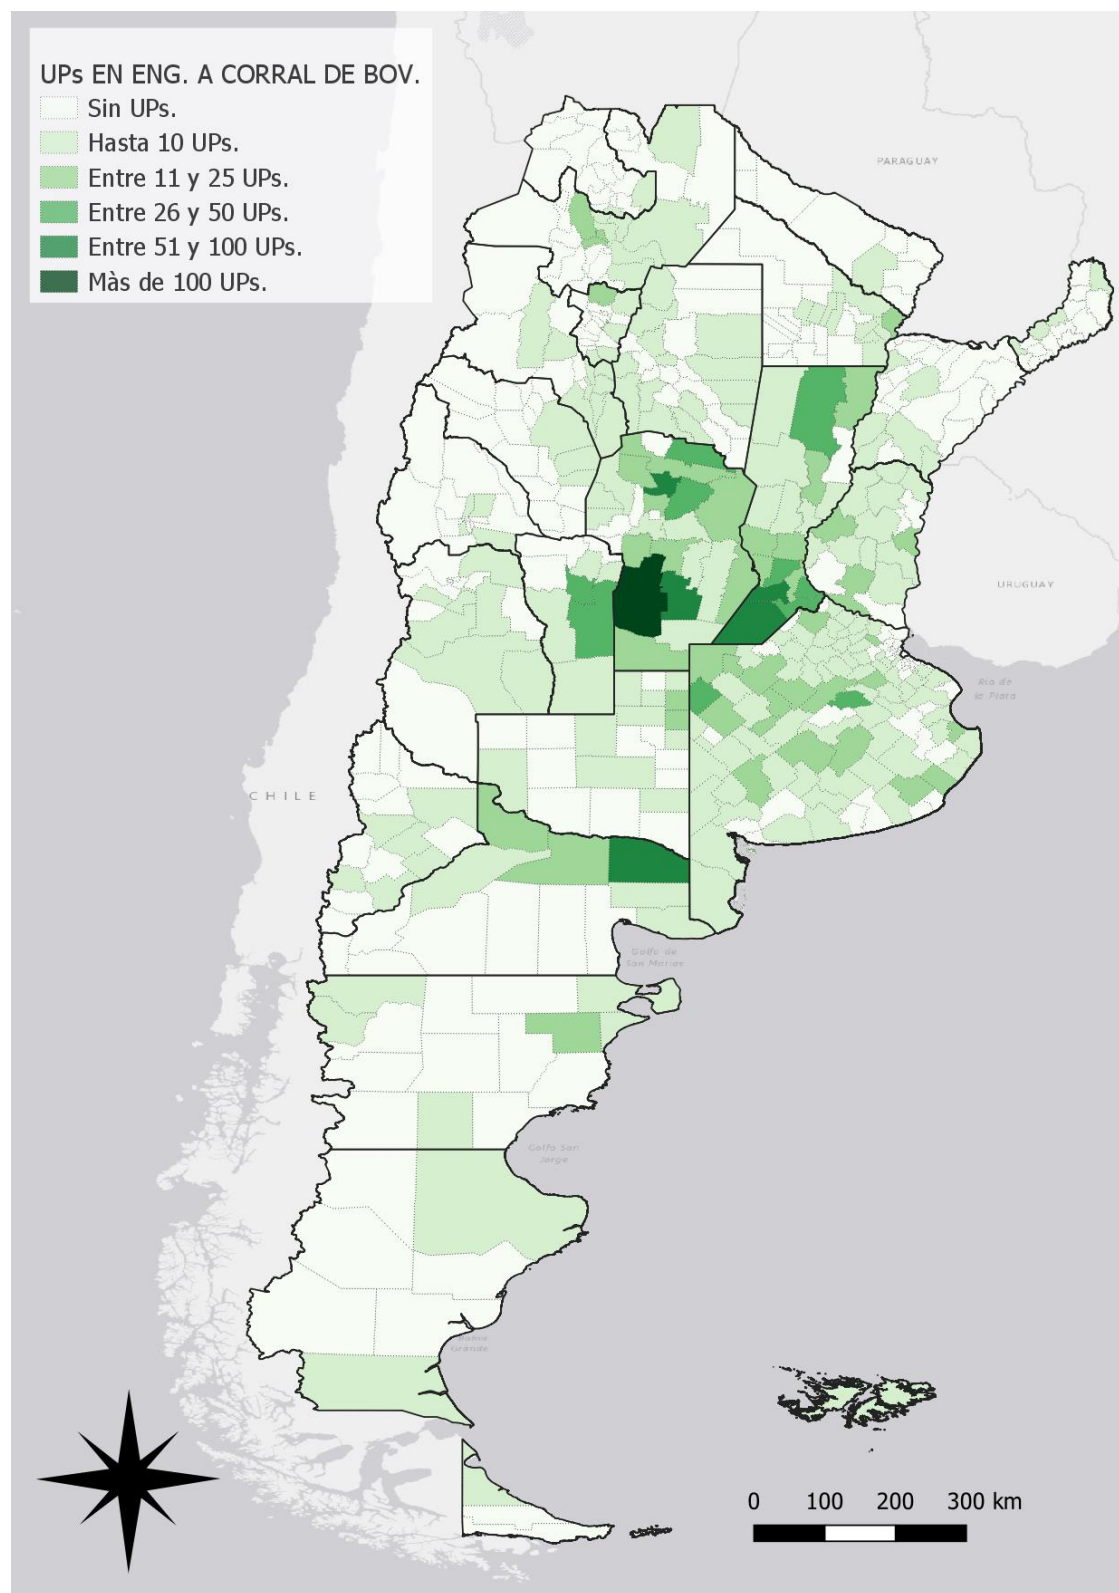 UPs EN ENG. A CORRAL DE BOV.
Sin UPs.
Hasta 10 UPs.
Entre 11 y 25 UPs.
Entre 26 y 50 UPs.
Entre 51 y 100 UPs.
Màs de 100 UPs.
PARAGUAY
URUGUAY
Río de
la Plata
CHILE
Golfo de
San Matías
Golfo San
Jorge
Bahía
Grande
0 100 200 300 km